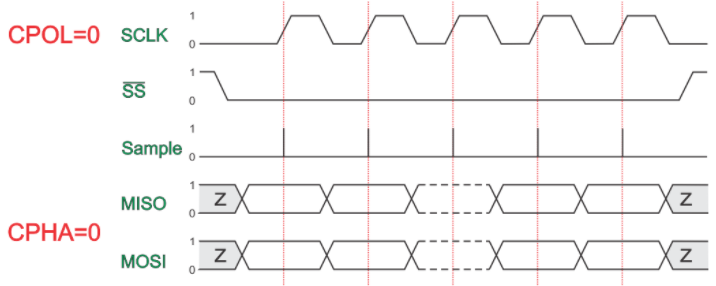 CPOL=0 SCLK 1 0
SS 1 0
Sample 1 0
MISO 1 0 Z Z
CPHA=0
MOSI 1 0 Z Z